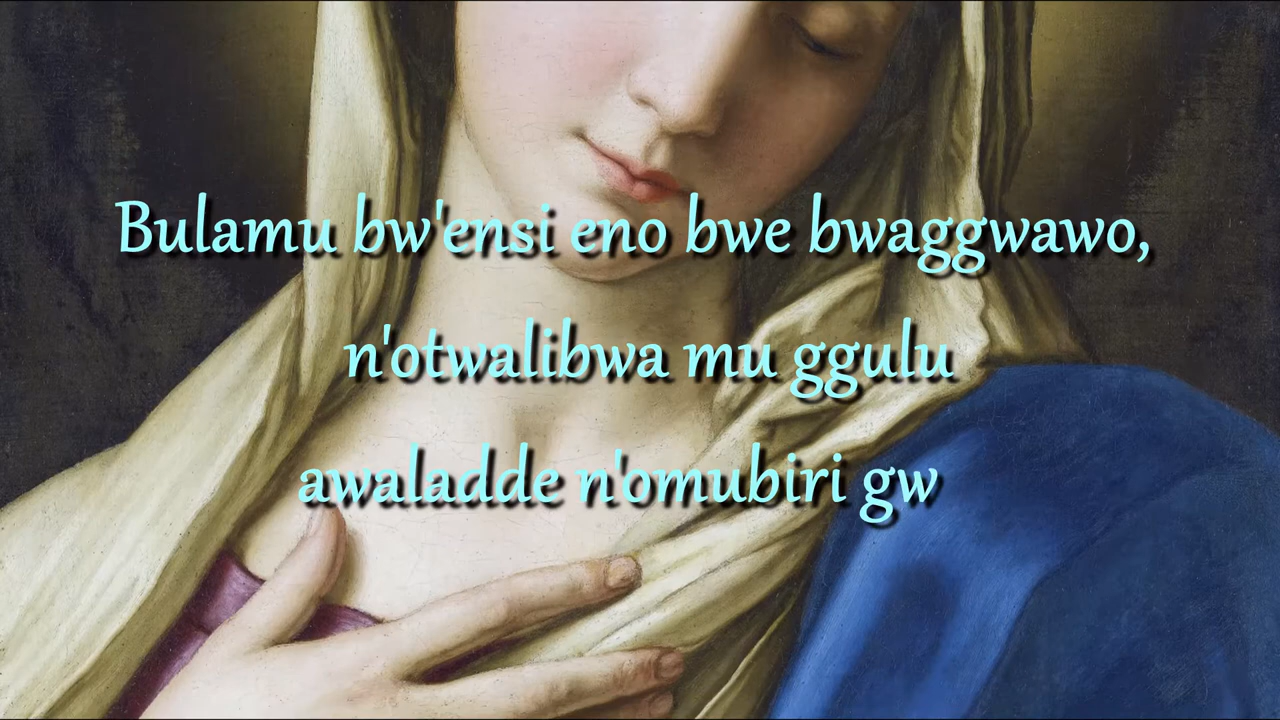 Bulamu bw'ensi eno bwe bwaggwawo,
n'otwalibwa mu ggulu
awaladde n'omubiri gw